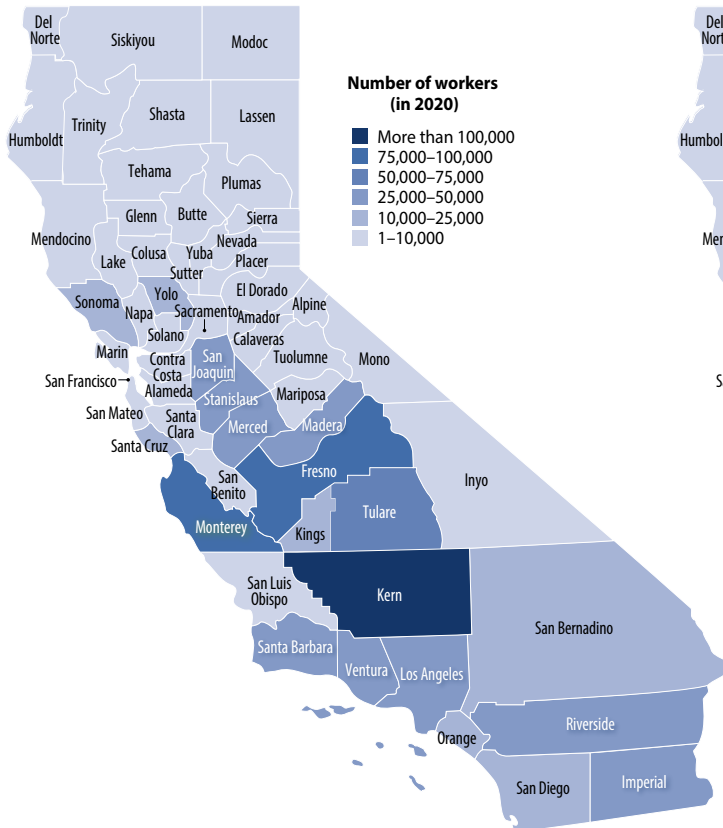 Del
Norte
Siskiyou
Modoc
Humboldt
Trinity
Shasta
Lassen
Tehama
Plumas
Mendocino
Glenn
Butte
Sierra
Lake
Colusa
Yuba
Nevada
Placer
Sutter
El Dorado
Sonoma
Napa
Yolo
Sacramento
Amador
Alpine
Solano
Calaveras
Marin
Contra
Costa
San
Joaquin
Tuolumne
Mono
San Francisco
Alameda
Stanislaus
Mariposa
San Mateo
Santa
Clara
Merced
Madera
Santa Cruz
San
Benito
Fresno
Inyo
Monterey
Kings
Tulare
San Luis
Obispo
Kern
San Bernadino
Santa Barbara
Ventura
Los Angeles
Orange
Riverside
San Diego
Imperial
Number of workers
(in 2020)
More than 100,000
75,000–100,000
50,000–75,000
25,000–50,000
10,000–25,000
1–10,000
Del
Nort
Humbol
Mer
S